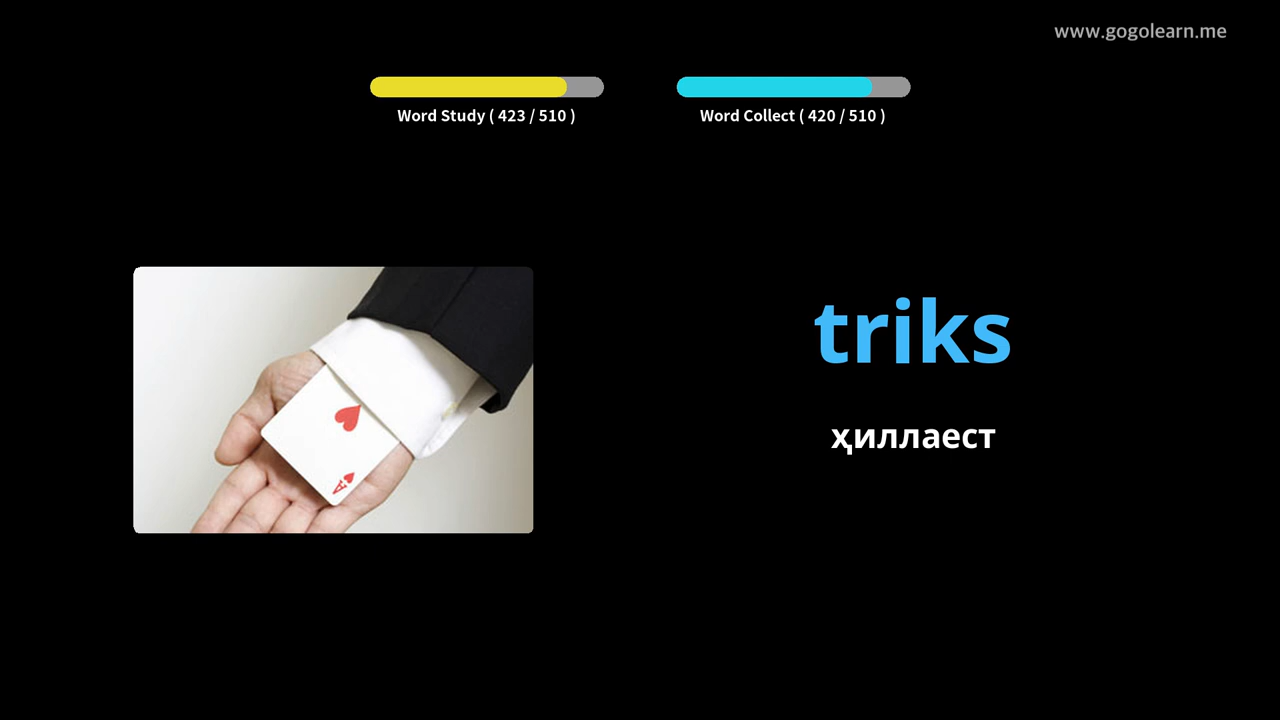 www.gogolearn.me
Word Study ( 423 / 510 )
Word Collect ( 420 / 510 )
triks
ҳиллаест
A